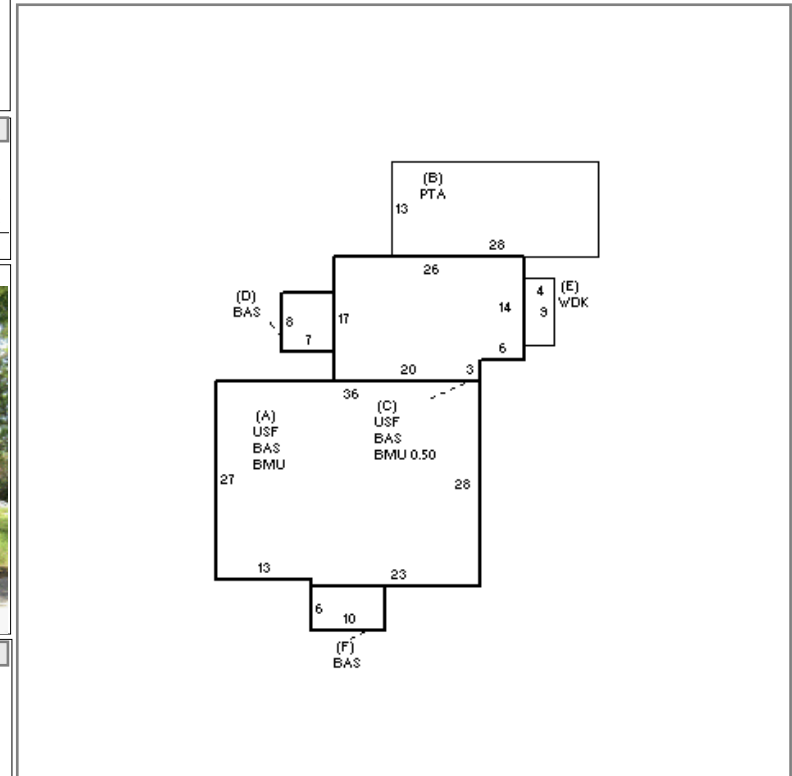 (B)
PTA
13
28
26
(D)
BAS
8
7
17
14
4
9
(E)
WDK
6
20
3
36
(A)
USF
BAS
BMU
(C)
USF
BAS
BMU 0.50
27
28
13
23
6
10
(F)
BAS